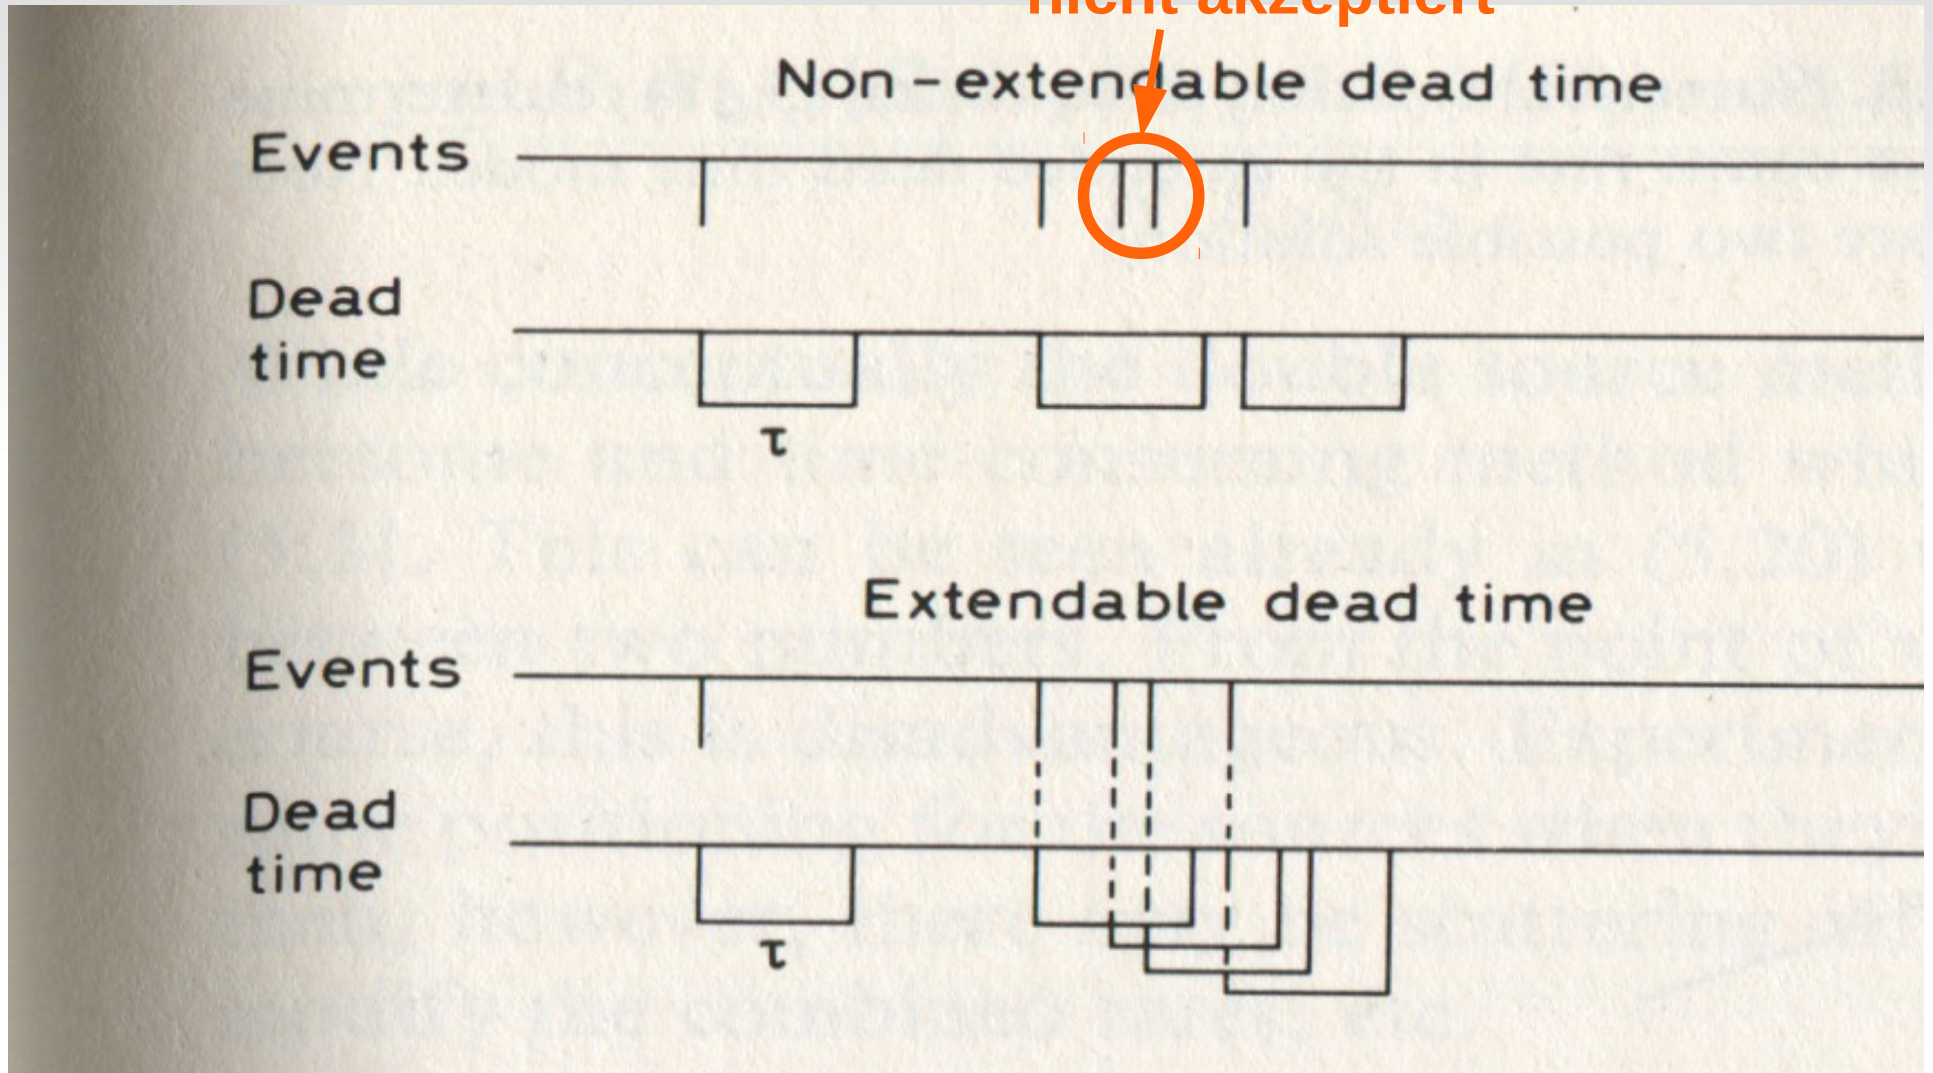 nicht akzeptiert
Non-extendable dead time
Events
Dead
time
τ
Extendable dead time
Events
Dead
time
τ